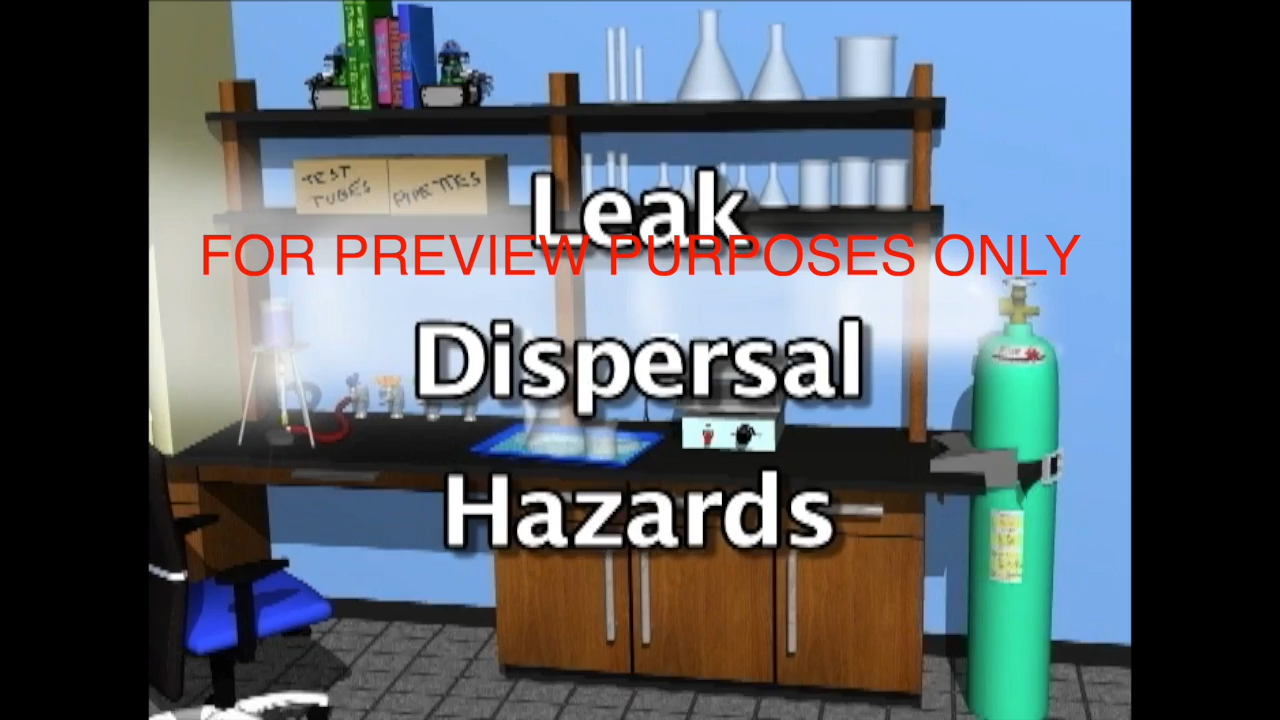 TEST
TUBES
PIPETTES
Leak
FOR PREVIEW PURPOSES ONLY
Dispersal
Hazards